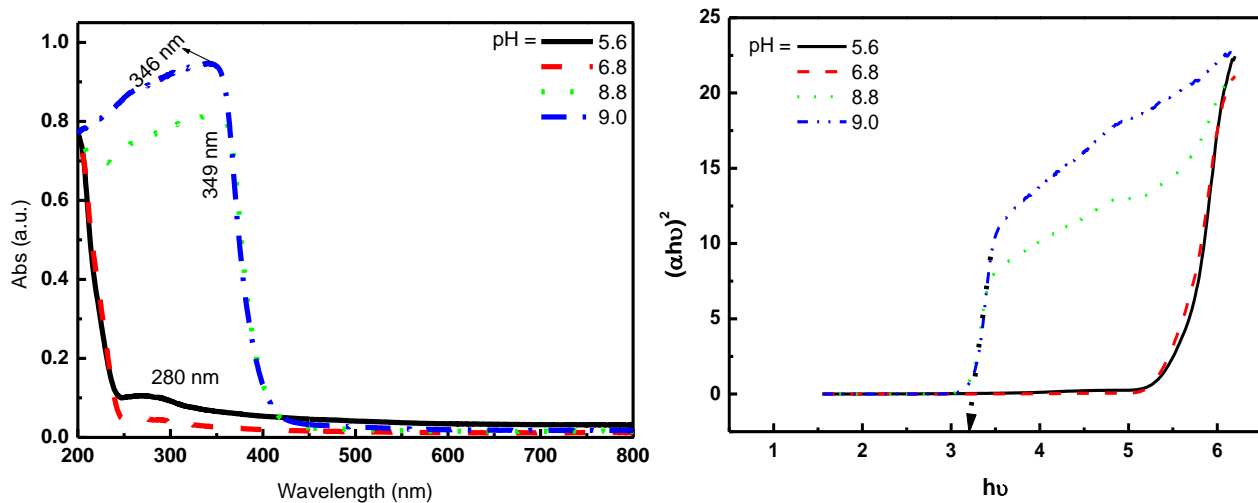 pH =
5.6
6.8
8.8
9.0
346 nm
349 nm
280 nm
1.0
0.8
0.6
0.4
0.2
0.0
Abs (a.u.)
200 300 400 500 600 700 800
Wavelength (nm)
pH =
5.6
6.8
8.8
9.0
25
20
15
10
5
0
(αhυ)²
1 2 3 4 5 6
hυ